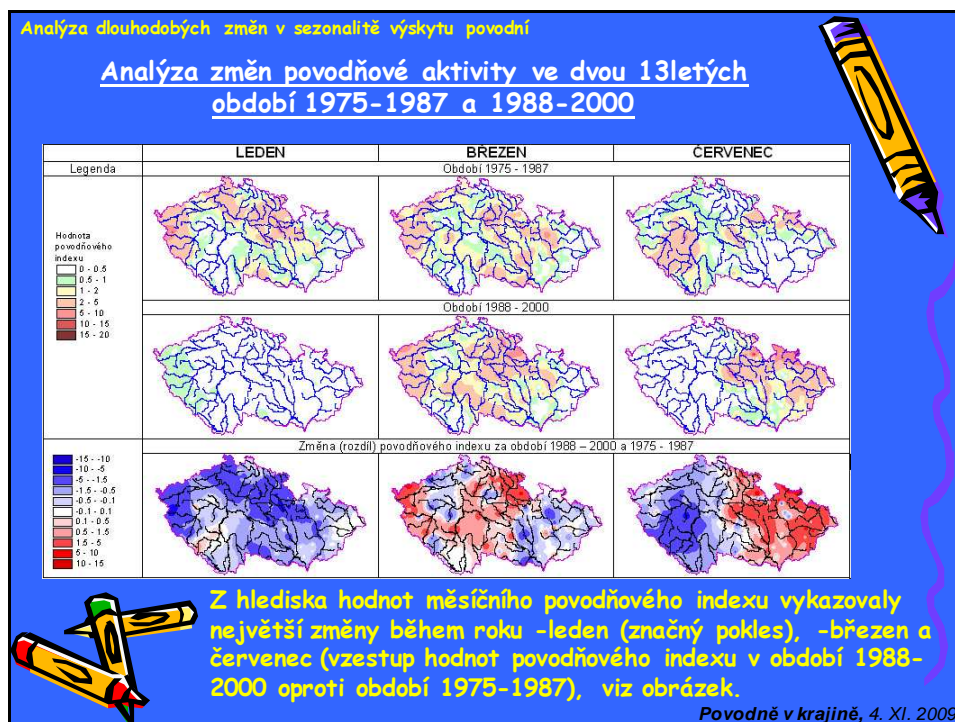 Analýza dlouhodobých změn v sezonalitě výskytu povodní
Analýza změn povodňové aktivity ve dvou 13letých
období 1975-1987 a 1988-2000
LEDEN BŘEZEN ČERVENEC
Legenda Období 1975 - 1987
Hodnota
povodňového
indexu
0 - 0.5
0.5 - 1
1 - 2
2 - 5
5 - 10
10 - 15
15 - 20
Období 1988 - 2000
Změna (rozdíl) povodňového indexu za období 1988 – 2000 a 1975 - 1987
-15 - -10
-10 - -5
-5 - -1.5
-1.5 - -0.5
-0.5 - -0.1
-0.1 - 0.1
0.1 - 0.5
0.5 - 1.5
1.5 - 5
5 - 10
10 - 15
Z hlediska hodnot měsíčního povodňového indexu vykazovaly
největší změny během roku -leden (značný pokles), -březen a
červenec (vzestup hodnot povodňového indexu v období 1988-
2000 oproti období 1975-1987), viz obrázek.
Povodně v krajině, 4. XI. 2009